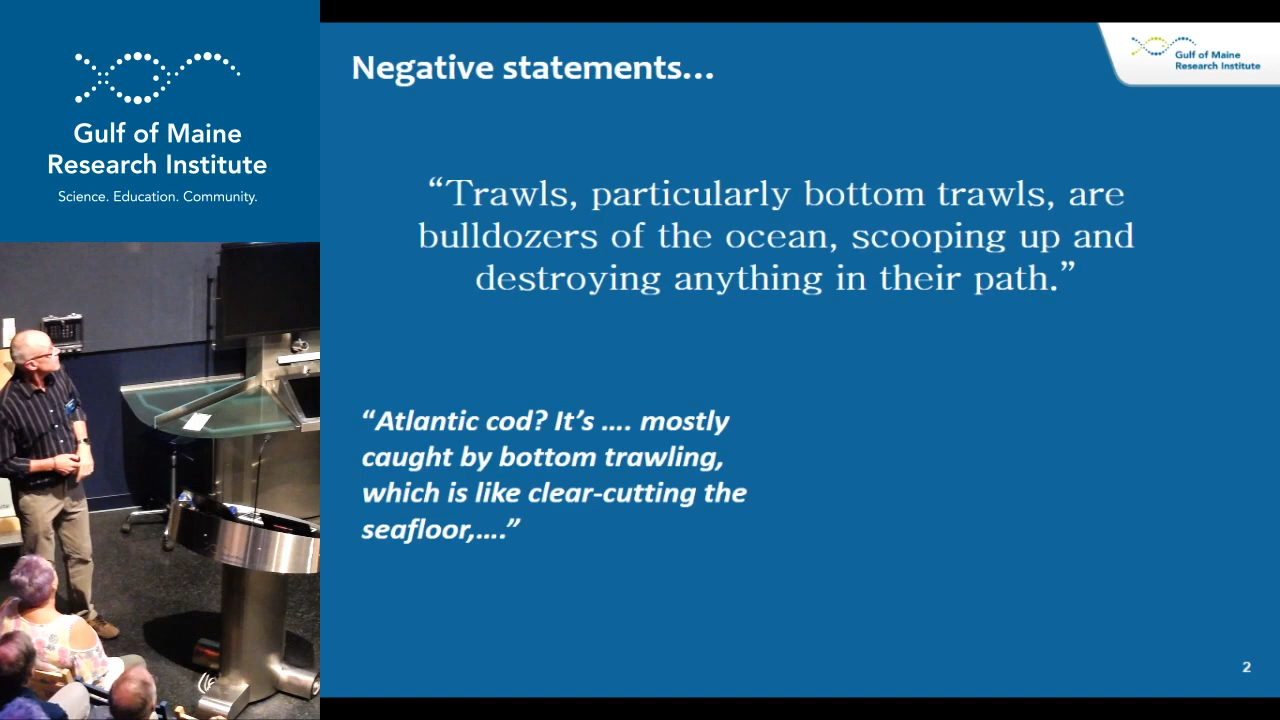 Gulf of Maine
Research Institute
Science. Education. Community.
Negative statements...
Gulf of Maine
Research Institute
“Trawls, particularly bottom trawls, are
bulldozers of the ocean, scooping up and
destroying anything in their path.”
“Atlantic cod? It’s .... mostly
caught by bottom trawling,
which is like clear-cutting the
seafloor,....”
2